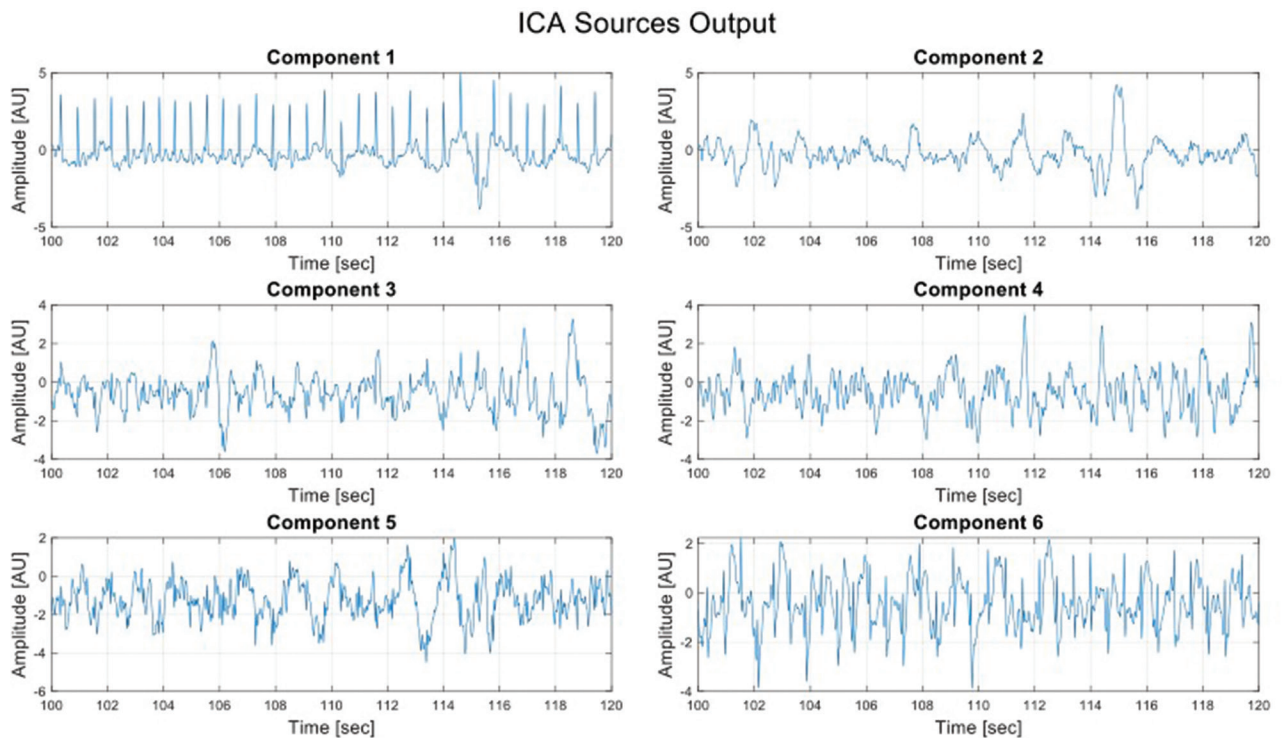 ICA Sources Output
Component 1
Amplitude [AU]
5
0
-5
100 102 104 106 108 110 112 114 116 118 120
Time [sec]
Component 2
Amplitude [AU]
5
0
-5
100 102 104 106 108 110 112 114 116 118 120
Time [sec]
Component 3
Amplitude [AU]
4
2
0
-2
-4
100 102 104 106 108 110 112 114 116 118 120
Time [sec]
Component 4
Amplitude [AU]
4
2
0
-2
-4
100 102 104 106 108 110 112 114 116 118 120
Time [sec]
Component 5
Amplitude [AU]
2
0
-2
-4
-6
100 102 104 106 108 110 112 114 116 118 120
Time [sec]
Component 6
Amplitude [AU]
2
0
-2
-4
100 102 104 106 108 110 112 114 116 118 120
Time [sec]